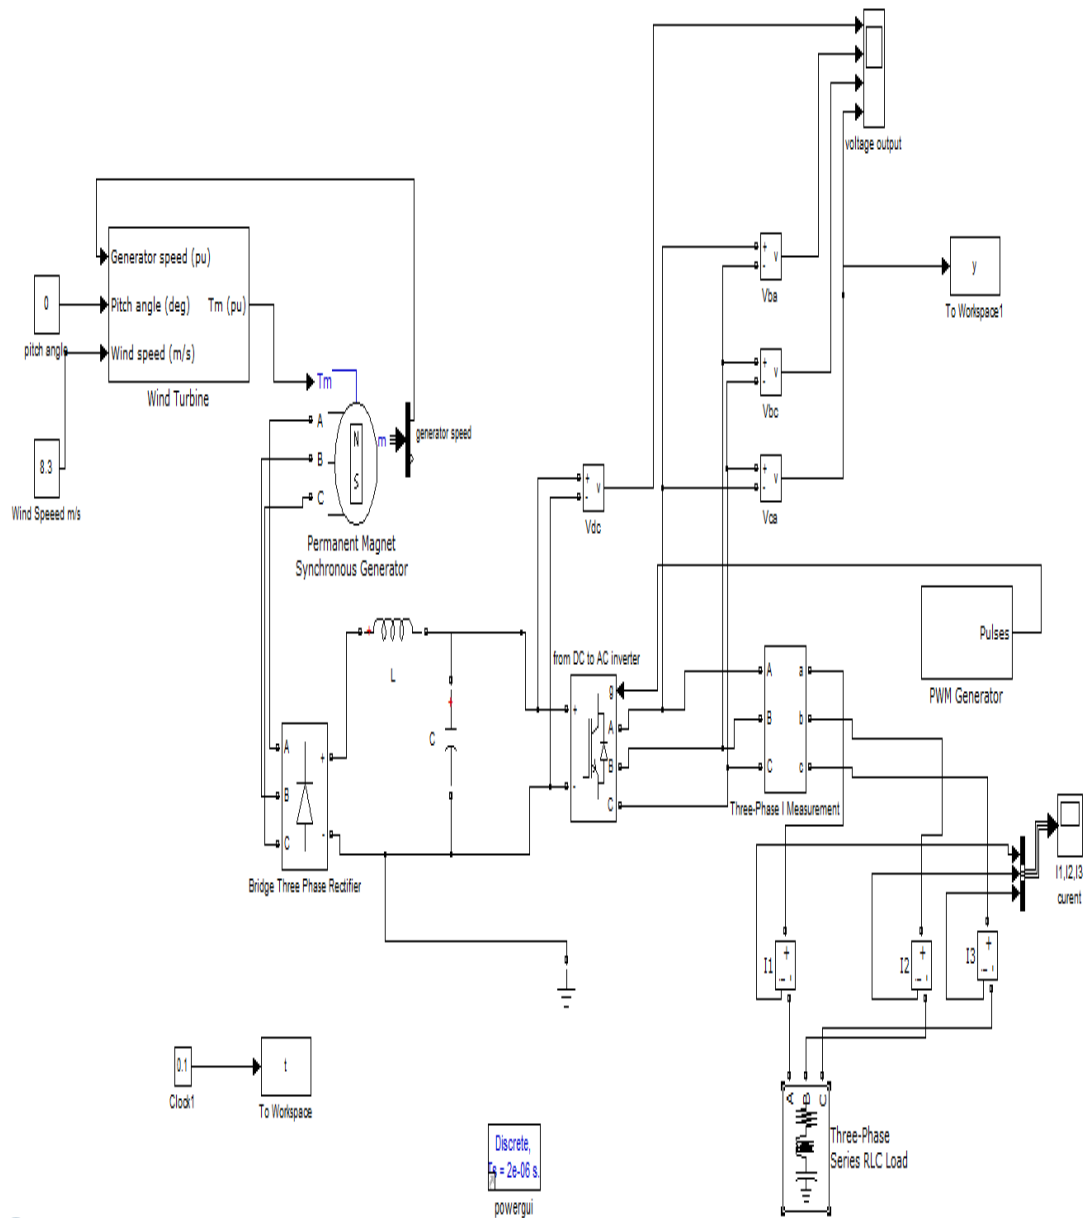 voltage output
Generator speed (pu)
0
Pitch angle (deg)
Tm (pu)
pitch angle
Wind speed (m/s)
Wind Turbine
8.3
Wind Speeed m/s
Tm
A
B
C
m
N
S
generator speed
Permanent Magnet
Synchronous Generator
+
-
v
Vba
y
To Workspace1
+
-
v
Vbc
+
-
v
Vca
+
-
v
Vdc
L
C
from DC to AC inverter
g
+
-
A
B
C
A
B
C
a
b
c
Three-Phase I Measurement
Pulses
PWM Generator
A
B
C
+
-
Bridge Three Phase Rectifier
I1,I2,I3
curent
I1
+
-
I2
+
-
I3
+
-
0.1
Clock1
t
To Workspace
Discrete,
Ts = 2e-06 s.
powergui
A
B
C
Three-Phase
Series RLC Load